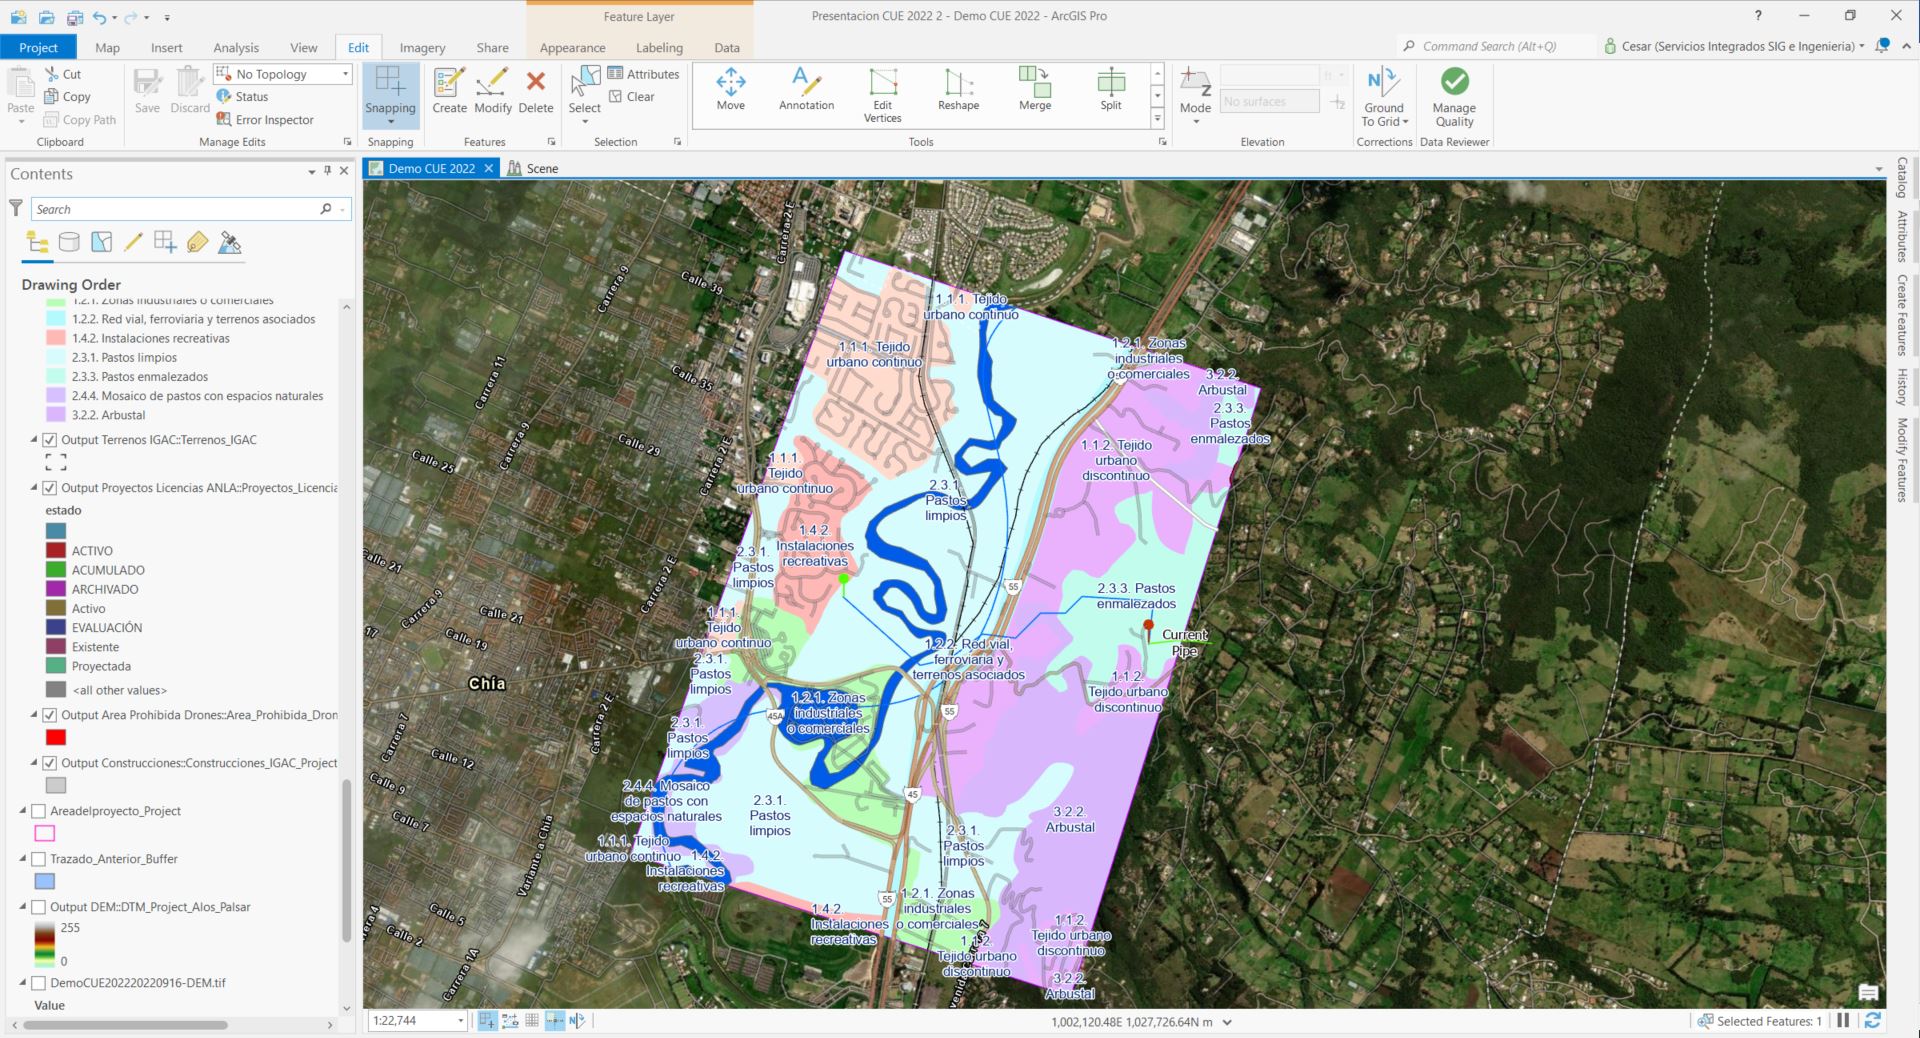 Feature Layer
Presentacion CUE 2022 2 - Demo CUE 2022 - ArcGIS Pro
?
Project
Map
Insert
Analysis
View
Edit
Imagery
Share
Appearance
Labeling
Data
Command Search (Alt+Q)
Cesar (Servicios Integrados SIG e Ingenieria)
Paste
Cut
Copy
Copy Path
Clipboard
Save
Discard
No Topology
Status
Error Inspector
Manage Edits
Snapping
Snapping
Create
Modify
Delete
Features
Select
Attributes
Clear
Selection
Move
Annotation
Edit
Vertices
Reshape
Merge
Split
Tools
Mode
ft
No surfaces
Elevation
Ground
To Grid
Corrections
Manage
Quality
Data Reviewer
Contents
Search
Drawing Order
1.2.1. Zonas industriales o comerciales
1.2.2. Red vial, ferroviaria y terrenos asociados
1.4.2. Instalaciones recreativas
2.3.1. Pastos limpios
2.3.3. Pastos enmalezados
2.4.4. Mosaico de pastos con espacios naturales
3.2.2. Arbustal
Output Terrenos IGAC::Terrenos_IGAC
Output Proyectos Licencias ANLA::Proyectos_Licencia
estado
ACTIVO
ACUMULADO
ARCHIVADO
Activo
EVALUACIÓN
Existente
Proyectada
<all other values>
Output Area Prohibida Drones::Area_Prohibida_Dron
Output Construcciones::Construcciones_IGAC_Project
Areadelproyecto_Project
Trazado_Anterior_Buffer
Output DEM::DTM_Project_Alos_Palsar
255
0
DemoCUE202220220916-DEM.tif
Value
Demo CUE 2022
Scene
Carrera 2 E
Calle 39
Carrera 9
Carrera 11
Calle 35
Carrera 9
Calle 29
Calle 25
Carrera 2 E
Calle 21
Carrera 9
Calle 21
Carrera 2 E
17
Calle 19
Chía
Carrera 7
Carrera 2 E
Calle 12
Calle 9
Calle 7
Variante a Chía
Calle 5
Calle 2
Carrera 1A
1.1.1. Tejido
urbano continuo
1.1.1. Tejido
urbano continuo
1.2.1. Zonas
industriales
o comerciales
3.2.2.
Arbustal
2.3.3.
Pastos
enmalezados
1.1.2. Tejido
urbano
discontinuo
1.1.1.
Tejido
urbano continuo
2.3.1.
Pastos
limpios
1.4.2.
Instalaciones
recreativas
2.3.1.
Pastos
limpios
55
2.3.3. Pastos
enmalezados
1.1.1.
Tejido
urbano continuo
Current
Pipe
1.2.2. Red vial,
ferroviaria y
terrenos asociados
2.3.1.
Pastos
limpios
1.1.2.
Tejido urbano
discontinuo
1.2.1. Zonas
industriales
o comerciales
45A
55
2.3.1.
Pastos
limpios
2.4.4. Mosaico
de pastos con
espacios naturales
45
2.3.1.
Pastos
limpios
3.2.2.
Arbustal
2.3.1.
Pastos
limpios
1.1.1. Tejido
urbano continuo
1.4.2.
Instalaciones
recreativas
55
1.2.1. Zonas
industriales
o comerciales
1.4.2.
Instalaciones
recreativas
1.1.2.
Tejido urbano
discontinuo
1.1.2.
Tejido urbano
discontinuo
3.2.2.
Arbustal
Catalog
Attributes
Create Features
History
Modify Features
1:22,744
1,002,120.48E 1,027,726.64N m
Selected Features: 1